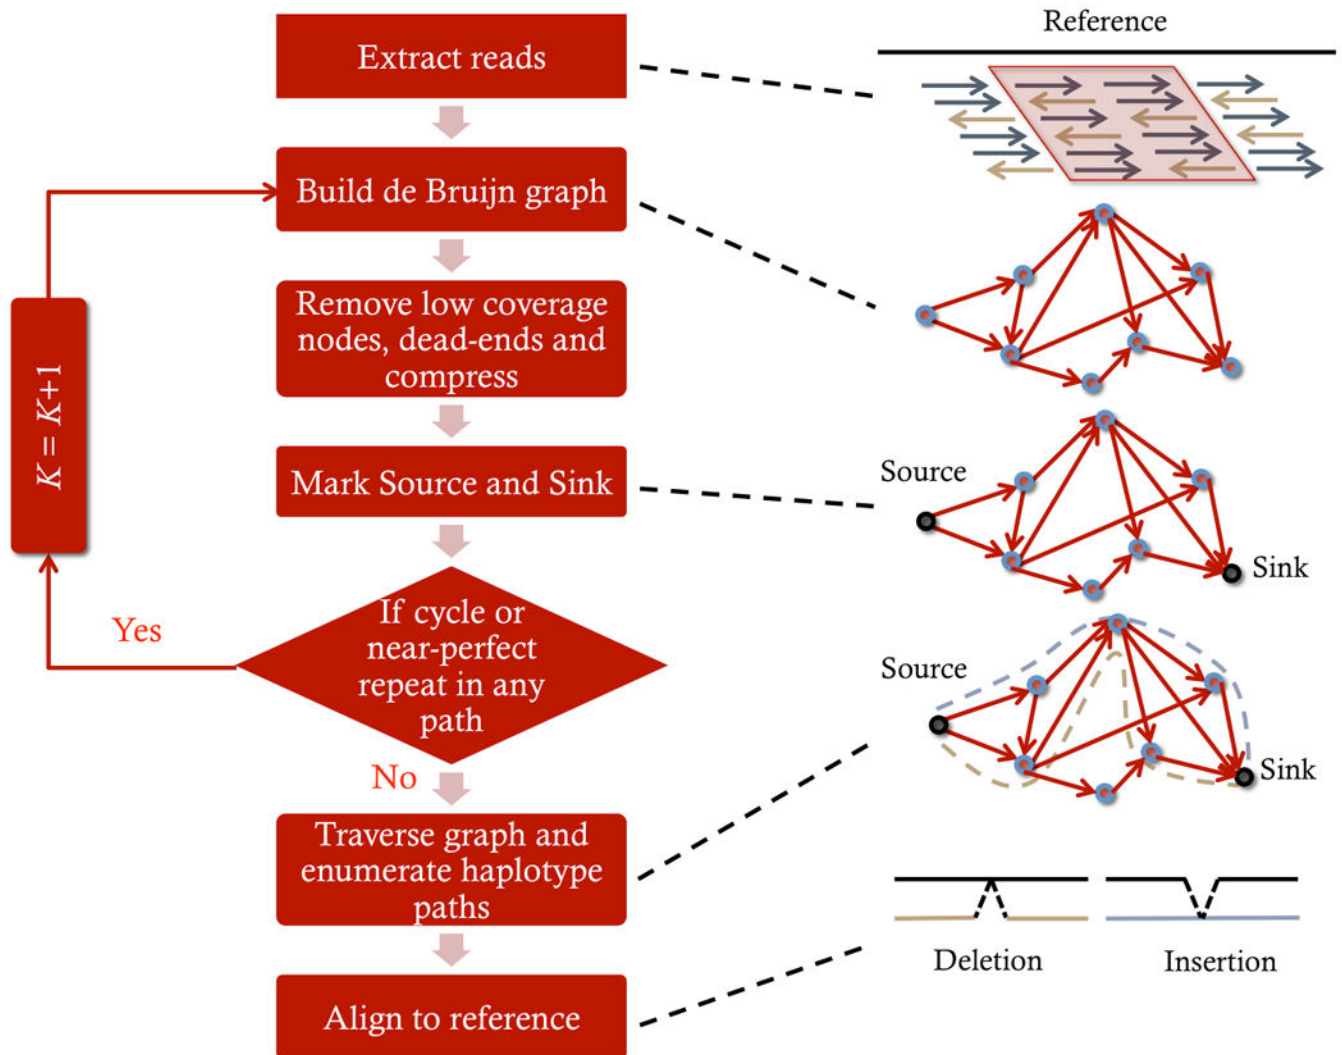 Extract reads
Reference
Build de Bruijn graph
Remove low coverage
nodes, dead-ends and
compress
K = K+1
Mark Source and Sink
Source
Sink
If cycle or
near-perfect
repeat in any
path
Yes
No
Source
Sink
Traverse graph and
enumerate haplotype
paths
Deletion
Insertion
Align to reference